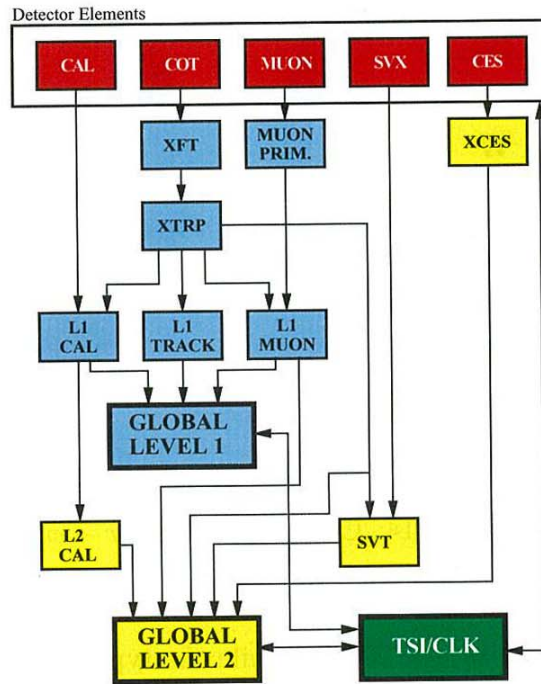 Detector Elements
CAL
COT
MUON
SVX
CES
XFT
MUON
PRIM.
XCES
XTRP
L1
CAL
L1
TRACK
L1
MUON
GLOBAL
LEVEL 1
L2
CAL
SVT
GLOBAL
LEVEL 2
TSI/CLK